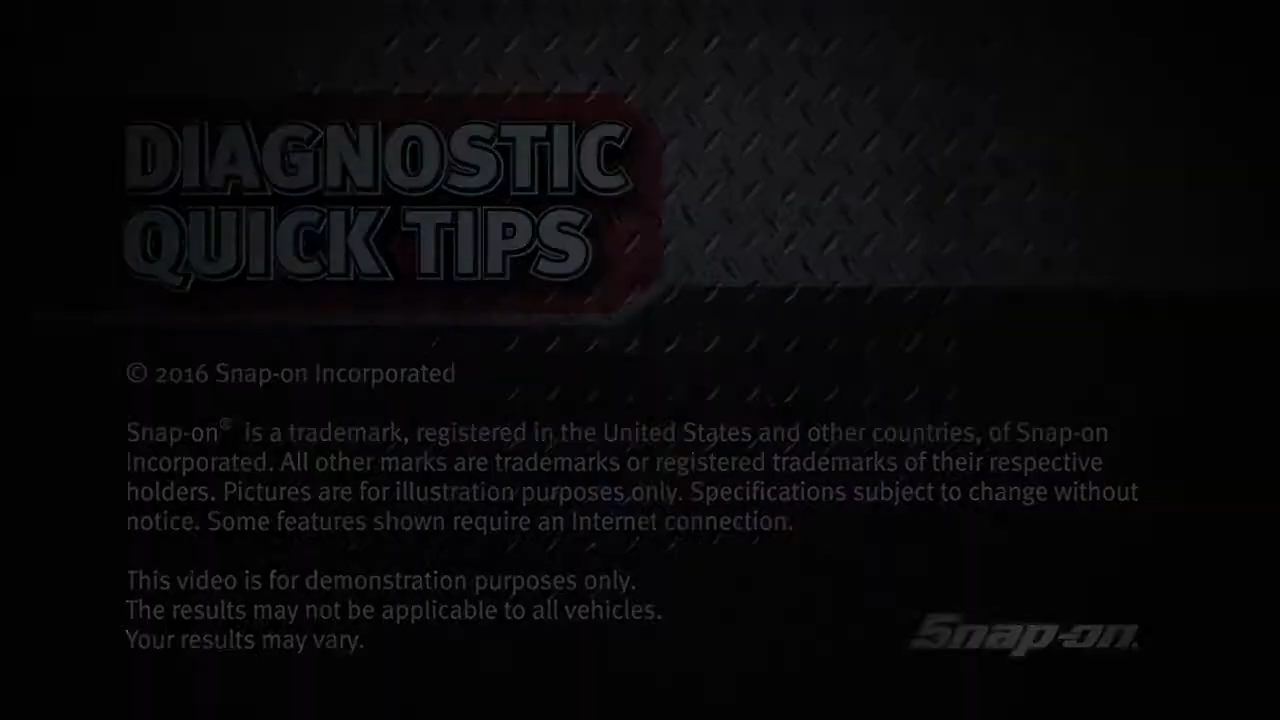 DIAGNOSTIC
QUICK TIPS
© 2016 Snap-on Incorporated
Snap-on® is a trademark, registered in the United States and other countries, of Snap-on
Incorporated. All other marks are trademarks or registered trademarks of their respective
holders. Pictures are for illustration purposes only. Specifications subject to change without
notice. Some features shown require an Internet connection.
This video is for demonstration purposes only.
The results may not be applicable to all vehicles.
Your results may vary.
Snap-on